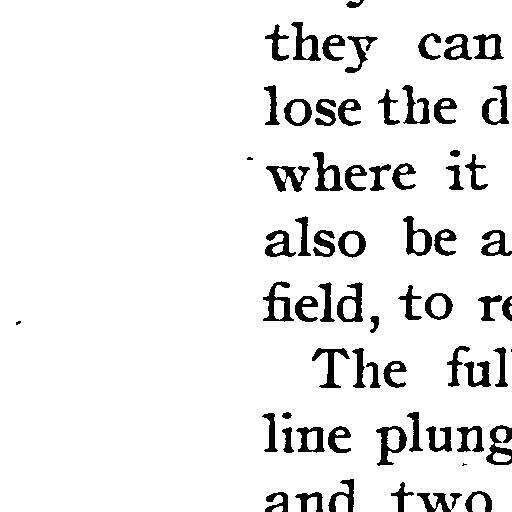 they can
lose the d
where it
also be a
field, to re
The ful
line plung
and two